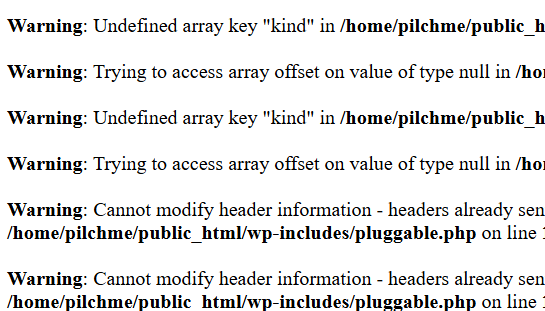 Warning: Undefined array key "kind" in /home/pilchme/public_h
Warning: Trying to access array offset on value of type null in /ho
Warning: Undefined array key "kind" in /home/pilchme/public_h
Warning: Trying to access array offset on value of type null in /ho
Warning: Cannot modify header information - headers already sen
/home/pilchme/public_html/wp-includes/pluggable.php on line 1
Warning: Cannot modify header information - headers already sen
/home/pilchme/public_html/wp-includes/pluggable.php on line 1